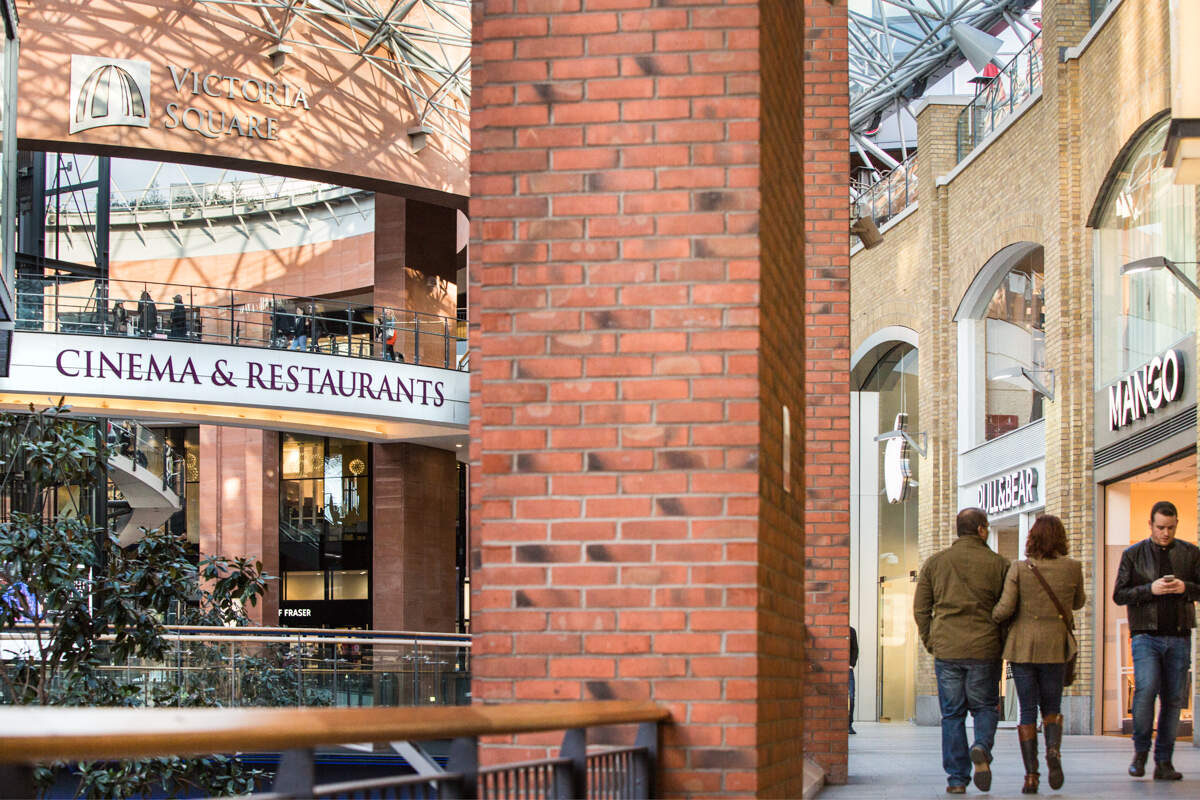 VICTORIA
SQUARE
CINEMA & RESTAURANTS
F FRASER
PULL&BEAR
MANGO